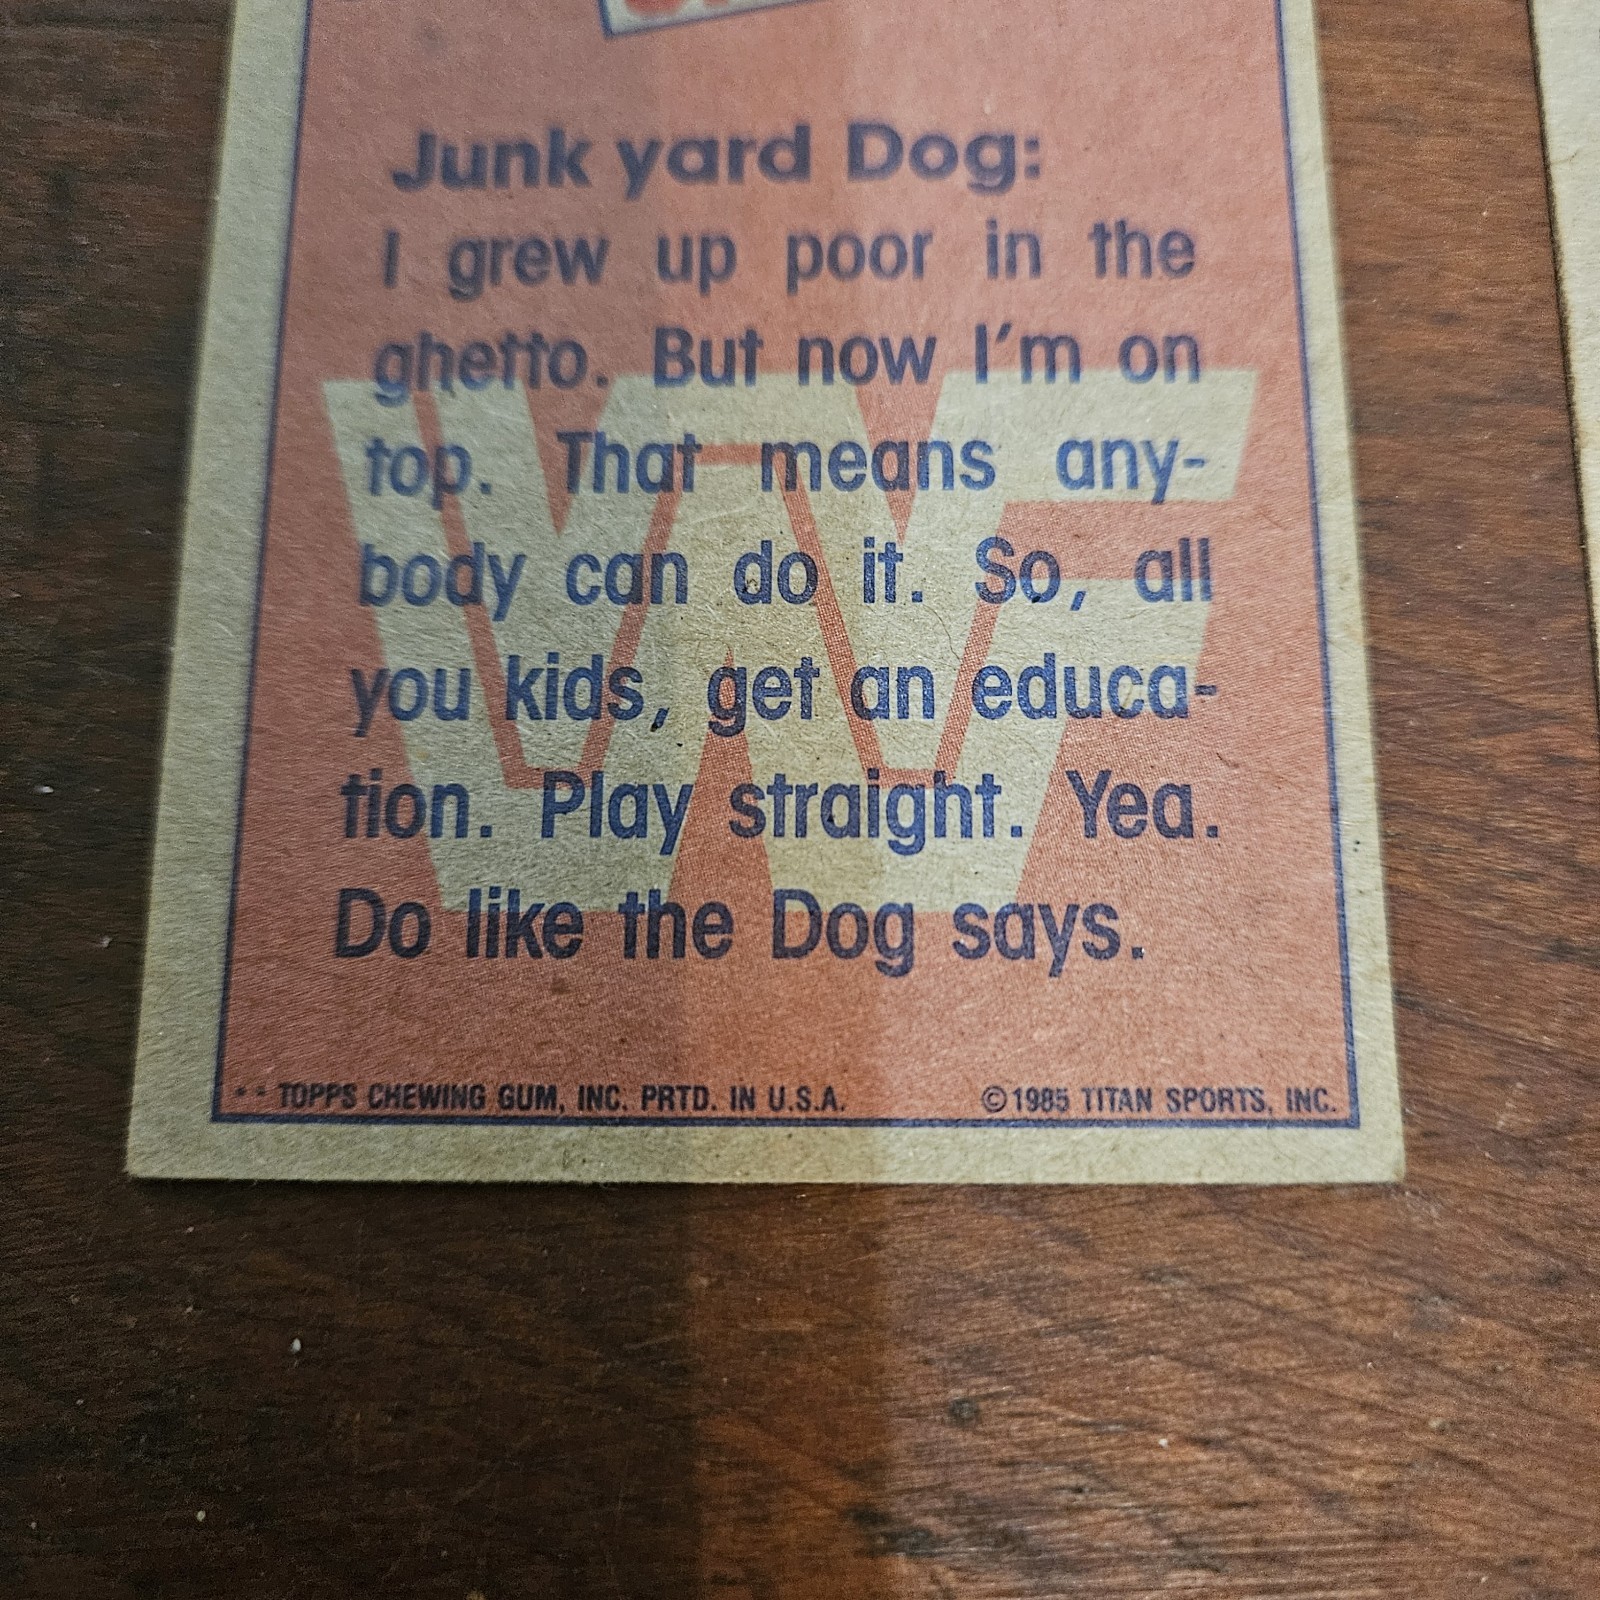 Junk yard Dog:
I grew up poor in the
ghetto. But now I'm on
top. That means any-
body can do it. So, all
you kids, get an educa-
tion. Play straight. Yea.
Do like the Dog says.
** TOPPS CHEWING GUM, INC. PRTD. IN U.S.A. ©1985 TITAN SPORTS, INC.